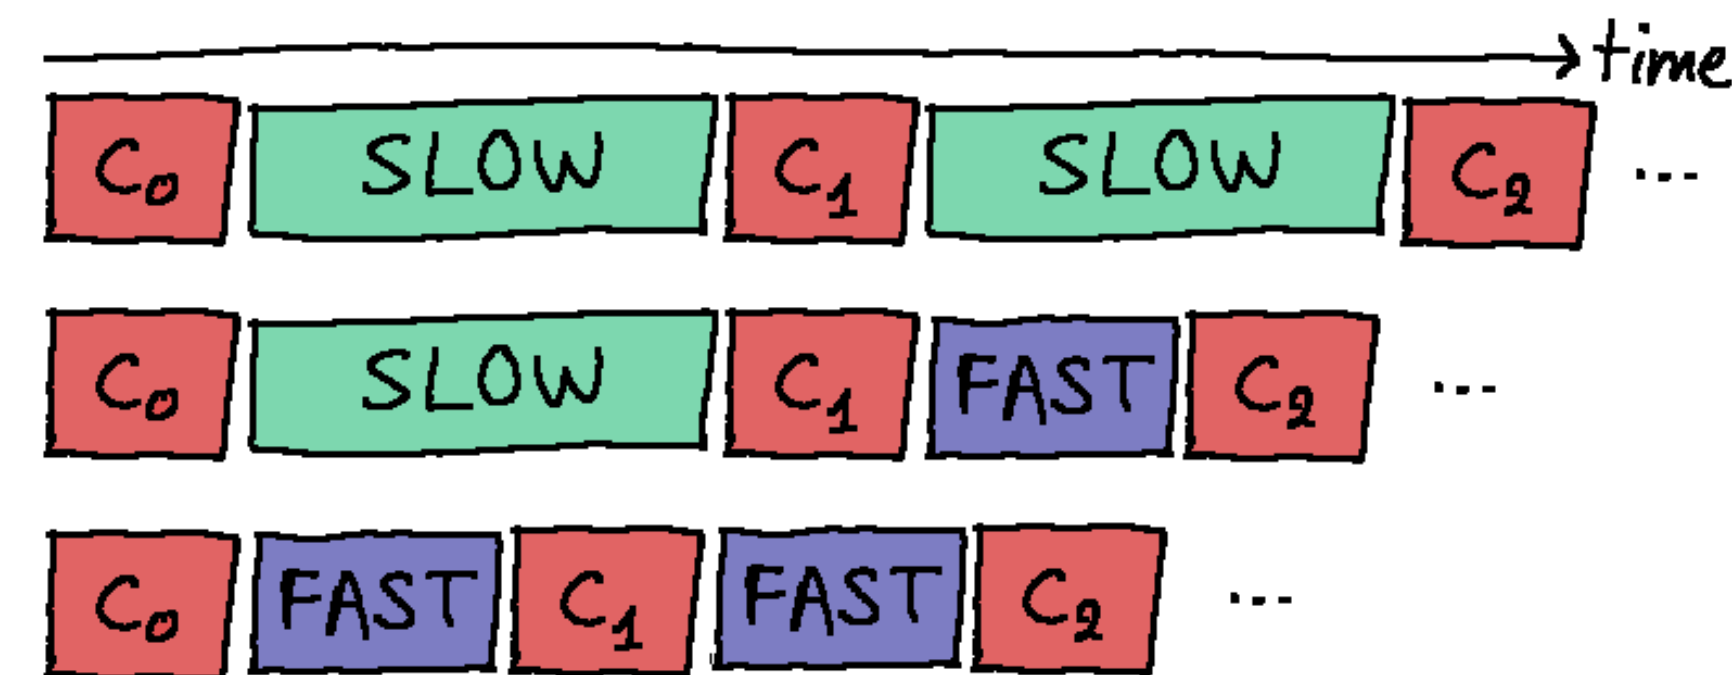 time
C₀ SLOW C₁ SLOW C₂ ...
C₀ SLOW C₁ FAST C₂ ...
C₀ FAST C₁ FAST C₂ ...